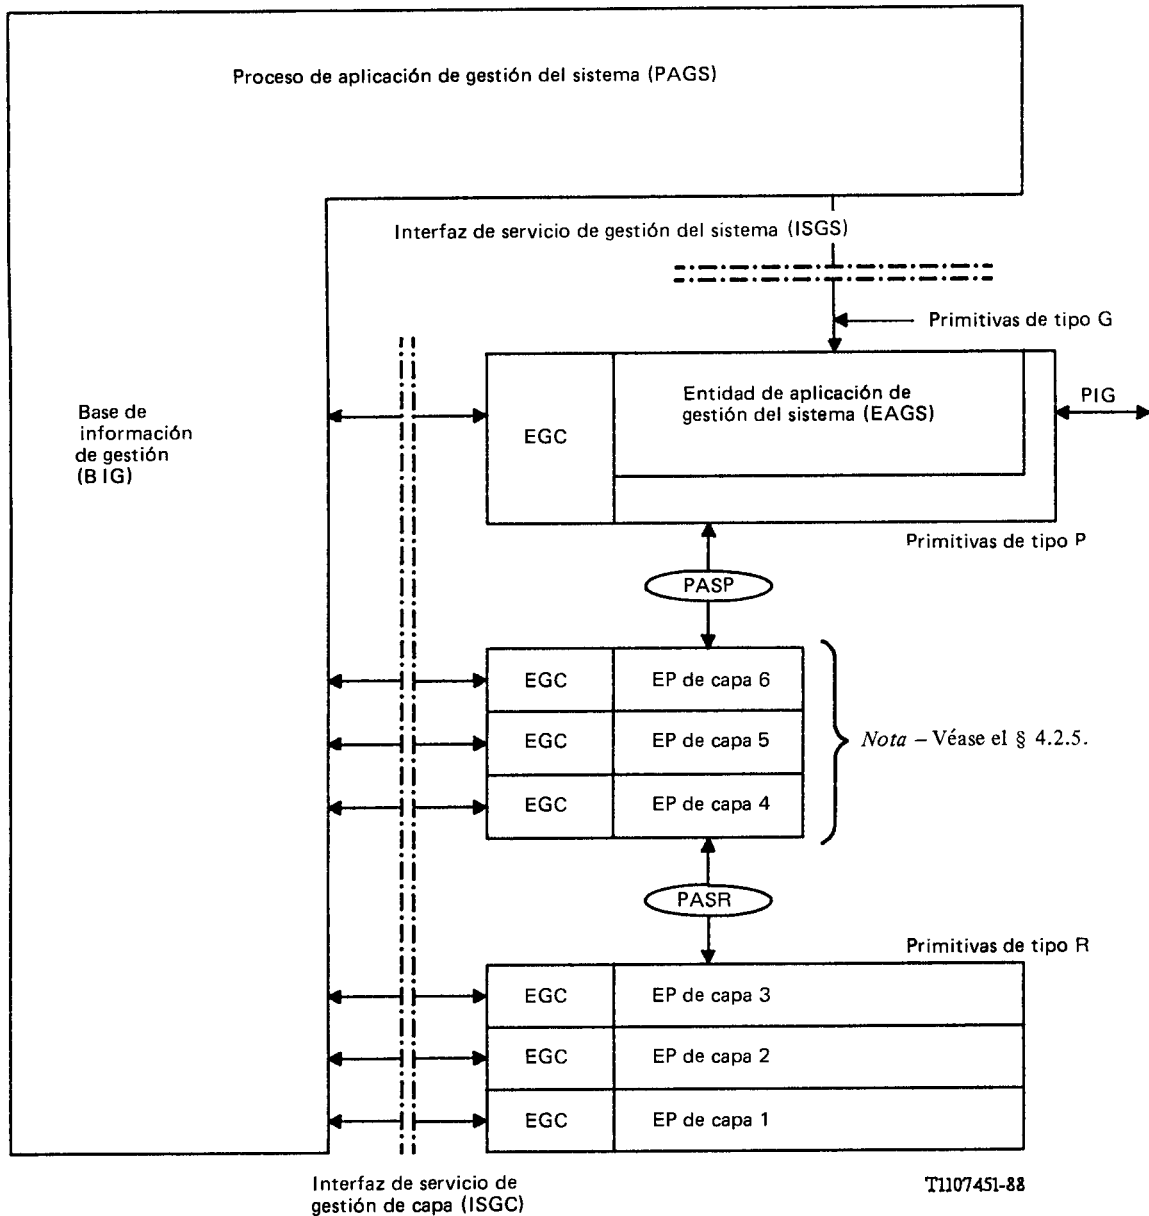 Proceso de aplicación de gestión del sistema (PAGS)
Interfaz de servicio de gestión del sistema (ISGS)
Primitivas de tipo G
Base de
información
de gestión
(BIG)
EGC
Entidad de aplicación de
gestión del sistema (EAGS)
PIG
Primitivas de tipo P
PASP
EGC
EP de capa 6
EGC
EP de capa 5
Nota – Véase el § 4.2.5.
EGC
EP de capa 4
PASR
Primitivas de tipo R
EGC
EP de capa 3
EGC
EP de capa 2
EGC
EP de capa 1
Interfaz de servicio de
gestión de capa (ISGC)
T1107451-88